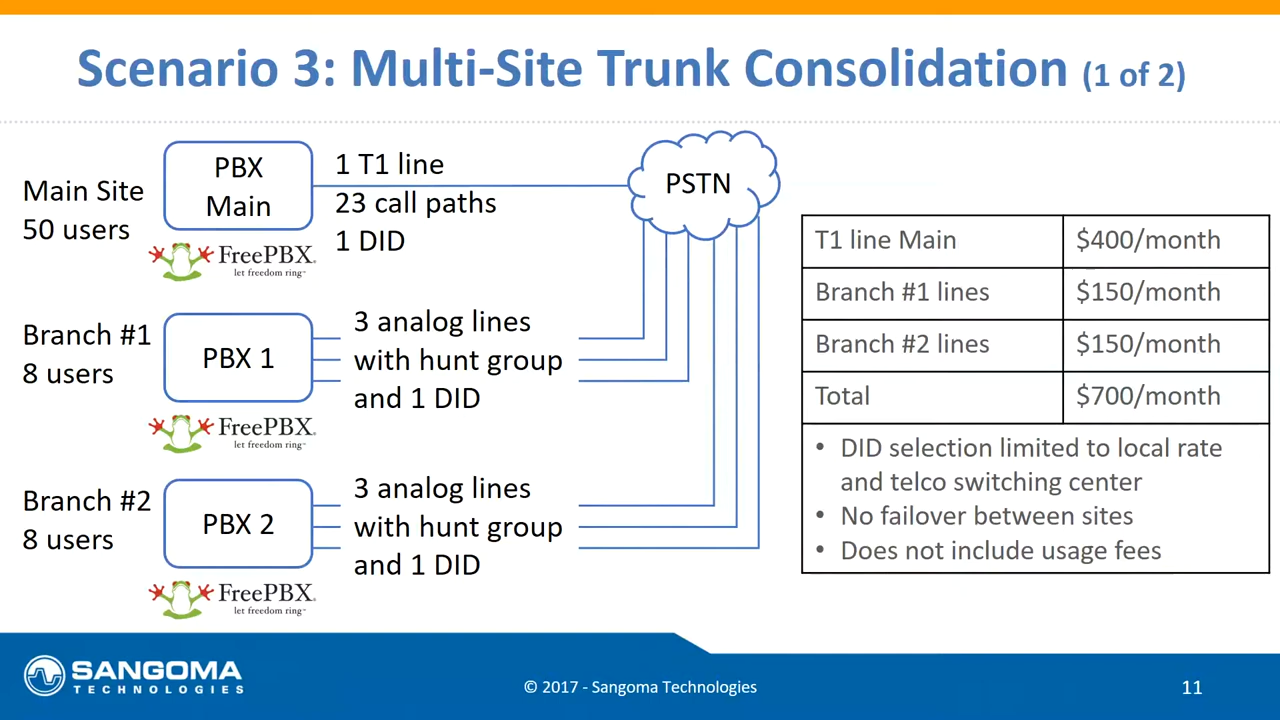 Scenario 3: Multi-Site Trunk Consolidation (1 of 2)
Main Site
50 users
PBX
Main
FreePBX®
let freedom ring™
1 T1 line
23 call paths
1 DID
PSTN
Branch #1
8 users
PBX 1
FreePBX®
let freedom ring™
3 analog lines
with hunt group
and 1 DID
Branch #2
8 users
PBX 2
FreePBX®
let freedom ring™
3 analog lines
with hunt group
and 1 DID
T1 line Main $400/month
Branch #1 lines $150/month
Branch #2 lines $150/month
Total $700/month
• DID selection limited to local rate
and telco switching center
• No failover between sites
• Does not include usage fees
SANGOMA
TECHNOLOGIES
© 2017 - Sangoma Technologies
11